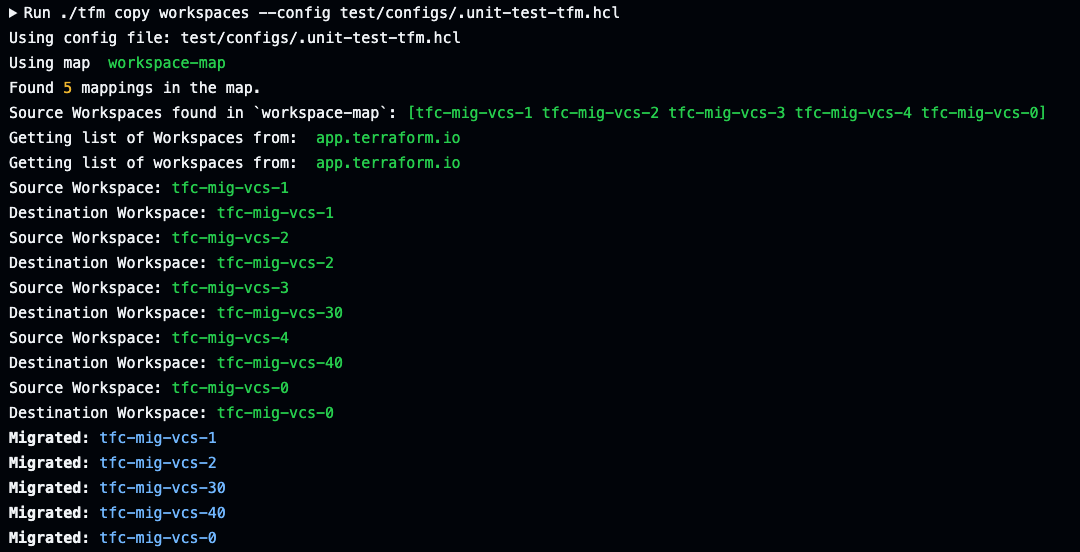 ▶ Run ./tfm copy workspaces --config test/configs/.unit-test-tfm.hcl
Using config file: test/configs/.unit-test-tfm.hcl
Using map  workspace-map
Found 5 mappings in the map.
Source Workspaces found in `workspace-map`: [tfc-mig-vcs-1 tfc-mig-vcs-2 tfc-mig-vcs-3 tfc-mig-vcs-4 tfc-mig-vcs-0]
Getting list of Workspaces from:  app.terraform.io
Getting list of workspaces from:  app.terraform.io
Source Workspace: tfc-mig-vcs-1
Destination Workspace: tfc-mig-vcs-1
Source Workspace: tfc-mig-vcs-2
Destination Workspace: tfc-mig-vcs-2
Source Workspace: tfc-mig-vcs-3
Destination Workspace: tfc-mig-vcs-30
Source Workspace: tfc-mig-vcs-4
Destination Workspace: tfc-mig-vcs-40
Source Workspace: tfc-mig-vcs-0
Destination Workspace: tfc-mig-vcs-0
Migrated: tfc-mig-vcs-1
Migrated: tfc-mig-vcs-2
Migrated: tfc-mig-vcs-30
Migrated: tfc-mig-vcs-40
Migrated: tfc-mig-vcs-0